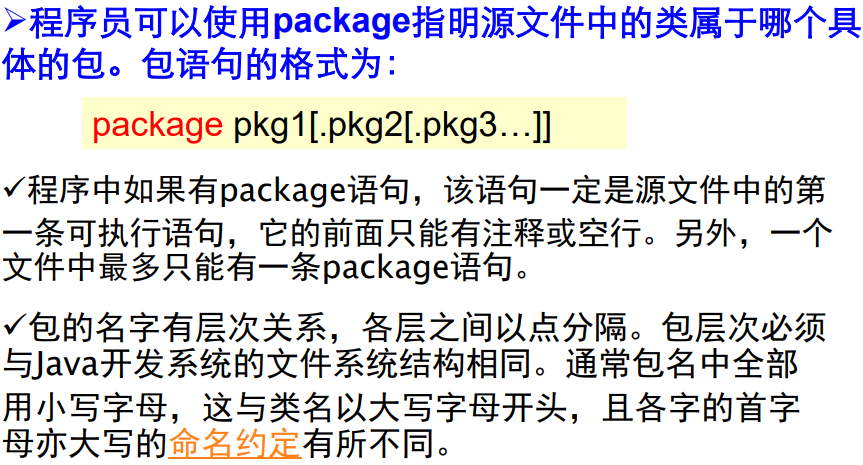 ➢程序员可以使用package指明源文件中的类属于哪个具
体的包。包语句的格式为：
package pkg1[.pkg2[.pkg3…]]
✓程序中如果有package语句，该语句一定是源文件中的第
一条可执行语句，它的前面只能有注释或空行。另外，一个
文件中最多只能有一条package语句。
✓包的名字有层次关系，各层之间以点分隔。包层次必须
与Java开发系统的文件系统结构相同。通常包名中全部
用小写字母，这与类名以大写字母开头，且各字的首字
母亦大写的命名约定有所不同。